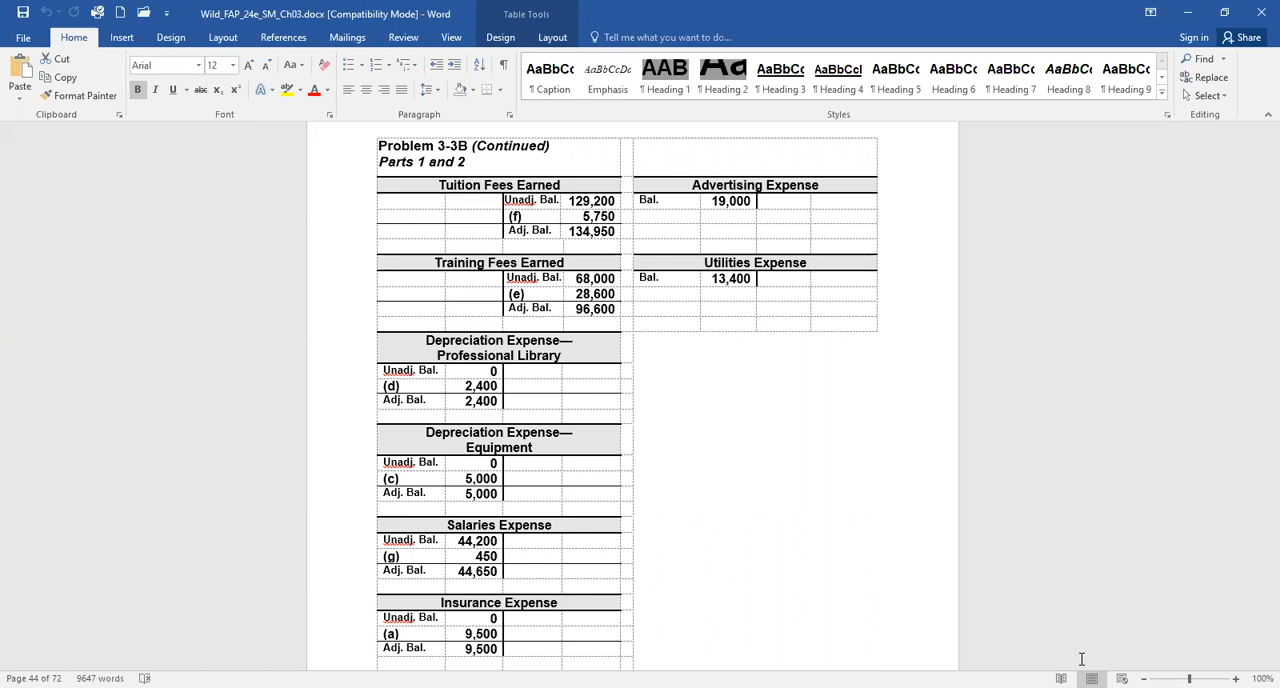 Wild_FAP_24e_SM_Ch03.docx [Compatibility Mode] - Word
Table Tools
File Home Insert Design Layout References Mailings Review View Design Layout Tell me what you want to do... Sign in Share
Paste
Cut
Copy
Format Painter
Clipboard
Arial 12
Font
Paragraph
AaBbCc AaBbCcDc AAB Aa AaBbCc AaBbCcI AaBbCc AaBbCc AaBbCc AaBbCc AaBbCc
¶ Caption Emphasis ¶ Heading 1 ¶ Heading 2 ¶ Heading 3 ¶ Heading 4 ¶ Heading 5 Heading 6 ¶ Heading 7 Heading 8 ¶ Heading 9
Styles
Find
Replace
Select
Editing
Problem 3-3B (Continued)
Parts 1 and 2
Tuition Fees Earned
Unadj. Bal. 129,200
(f) 5,750
Adj. Bal. 134,950
Advertising Expense
Bal. 19,000
Training Fees Earned
Unadj. Bal. 68,000
(e) 28,600
Adj. Bal. 96,600
Utilities Expense
Bal. 13,400
Depreciation Expense—
Professional Library
Unadj. Bal. 0
(d) 2,400
Adj. Bal. 2,400
Depreciation Expense—
Equipment
Unadj. Bal. 0
(c) 5,000
Adj. Bal. 5,000
Salaries Expense
Unadj. Bal. 44,200
(g) 450
Adj. Bal. 44,650
Insurance Expense
Unadj. Bal. 0
(a) 9,500
Adj. Bal. 9,500
Page 44 of 72 9647 words 100%